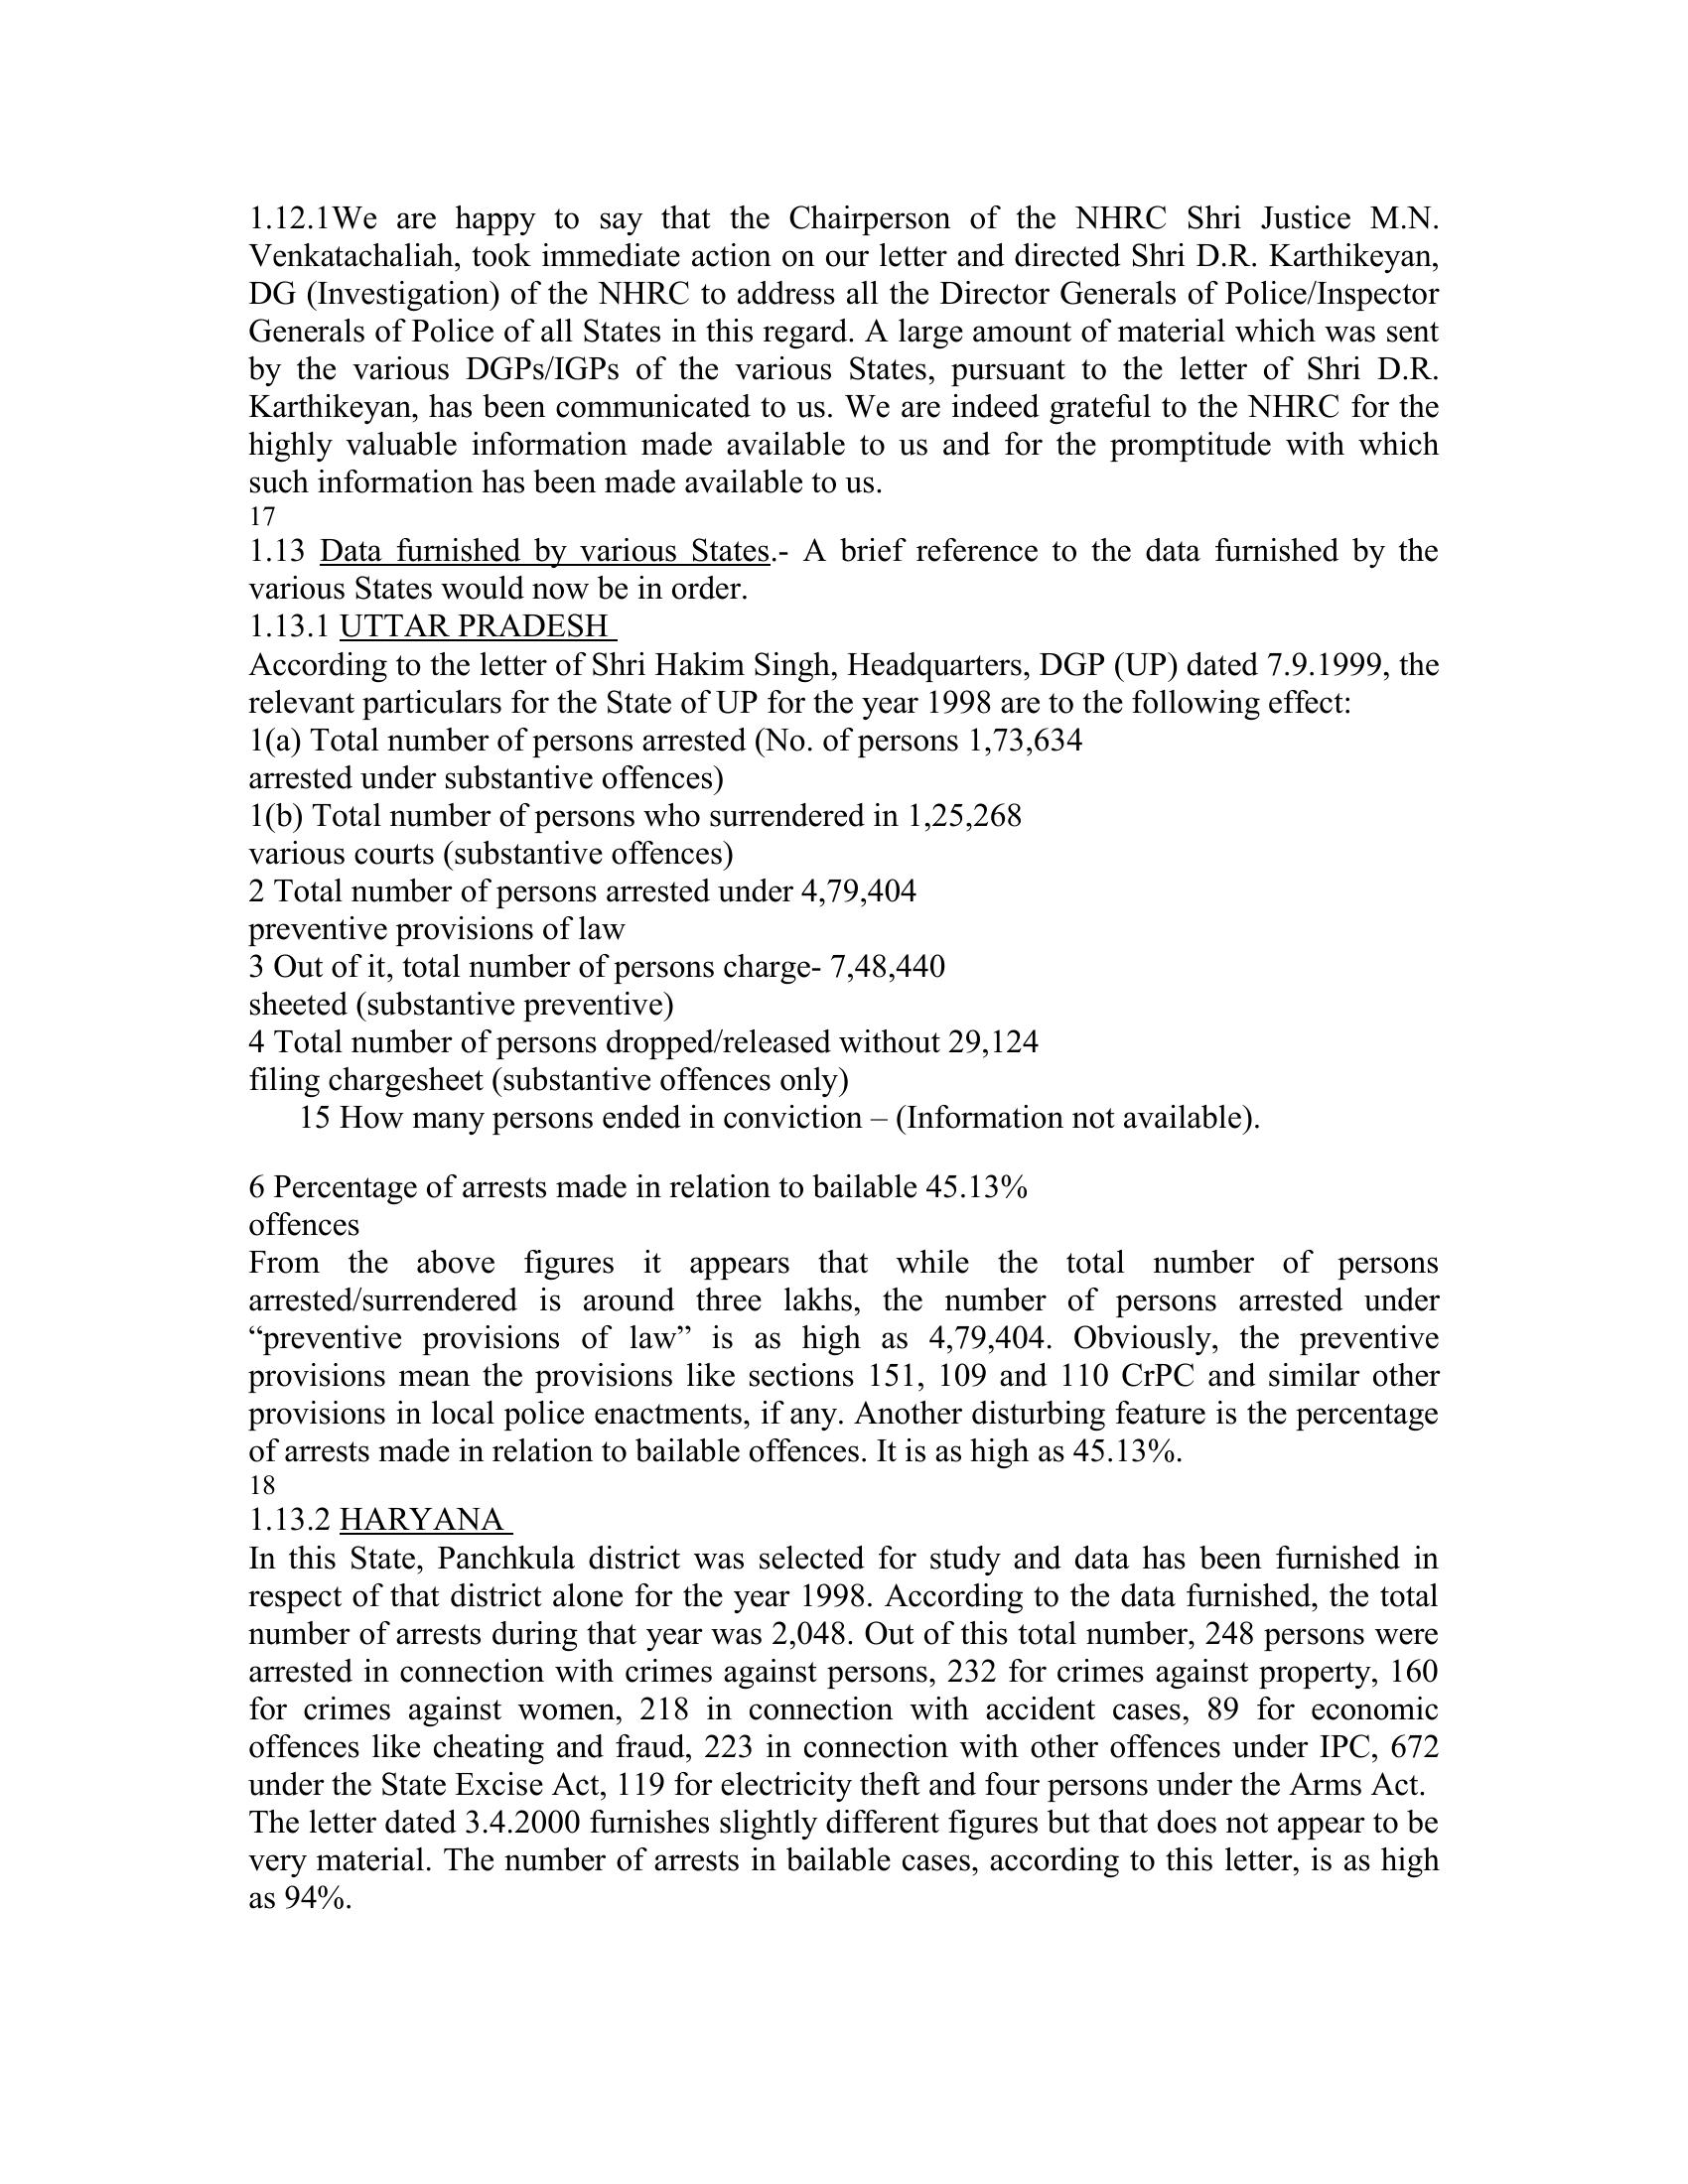 1.12.1We are happy to say that the Chairperson of the NHRC Shri Justice M.N.
Venkatachaliah, took immediate action on our letter and directed Shri D.R. Karthikeyan,
DG (Investigation) of the NHRC to address all the Director Generals of Police/Inspector
Generals of Police of all States in this regard. A large amount of material which was sent
by the various DGPs/IGPs of the various States, pursuant to the letter of Shri D.R.
Karthikeyan, has been communicated to us. We are indeed grateful to the NHRC for the
highly valuable information made available to us and for the promptitude with which
such information has been made available to us.
17
1.13 Data furnished by various States.- A brief reference to the data furnished by the
various States would now be in order.
1.13.1 UTTAR PRADESH
According to the letter of Shri Hakim Singh, Headquarters, DGP (UP) dated 7.9.1999, the
relevant particulars for the State of UP for the year 1998 are to the following effect:
1(a) Total number of persons arrested (No. of persons 1,73,634
arrested under substantive offences)
1(b) Total number of persons who surrendered in 1,25,268
various courts (substantive offences)
2 Total number of persons arrested under 4,79,404
preventive provisions of law
3 Out of it, total number of persons charge- 7,48,440
sheeted (substantive preventive)
4 Total number of persons dropped/released without 29,124
filing chargesheet (substantive offences only)
15 How many persons ended in conviction – (Information not available).
6 Percentage of arrests made in relation to bailable 45.13%
offences
From the above figures it appears that while the total number of persons
arrested/surrendered is around three lakhs, the number of persons arrested under
“preventive provisions of law” is as high as 4,79,404. Obviously, the preventive
provisions mean the provisions like sections 151, 109 and 110 CrPC and similar other
provisions in local police enactments, if any. Another disturbing feature is the percentage
of arrests made in relation to bailable offences. It is as high as 45.13%.
18
1.13.2 HARYANA
In this State, Panchkula district was selected for study and data has been furnished in
respect of that district alone for the year 1998. According to the data furnished, the total
number of arrests during that year was 2,048. Out of this total number, 248 persons were
arrested in connection with crimes against persons, 232 for crimes against property, 160
for crimes against women, 218 in connection with accident cases, 89 for economic
offences like cheating and fraud, 223 in connection with other offences under IPC, 672
under the State Excise Act, 119 for electricity theft and four persons under the Arms Act.
The letter dated 3.4.2000 furnishes slightly different figures but that does not appear to be
very material. The number of arrests in bailable cases, according to this letter, is as high
as 94%.